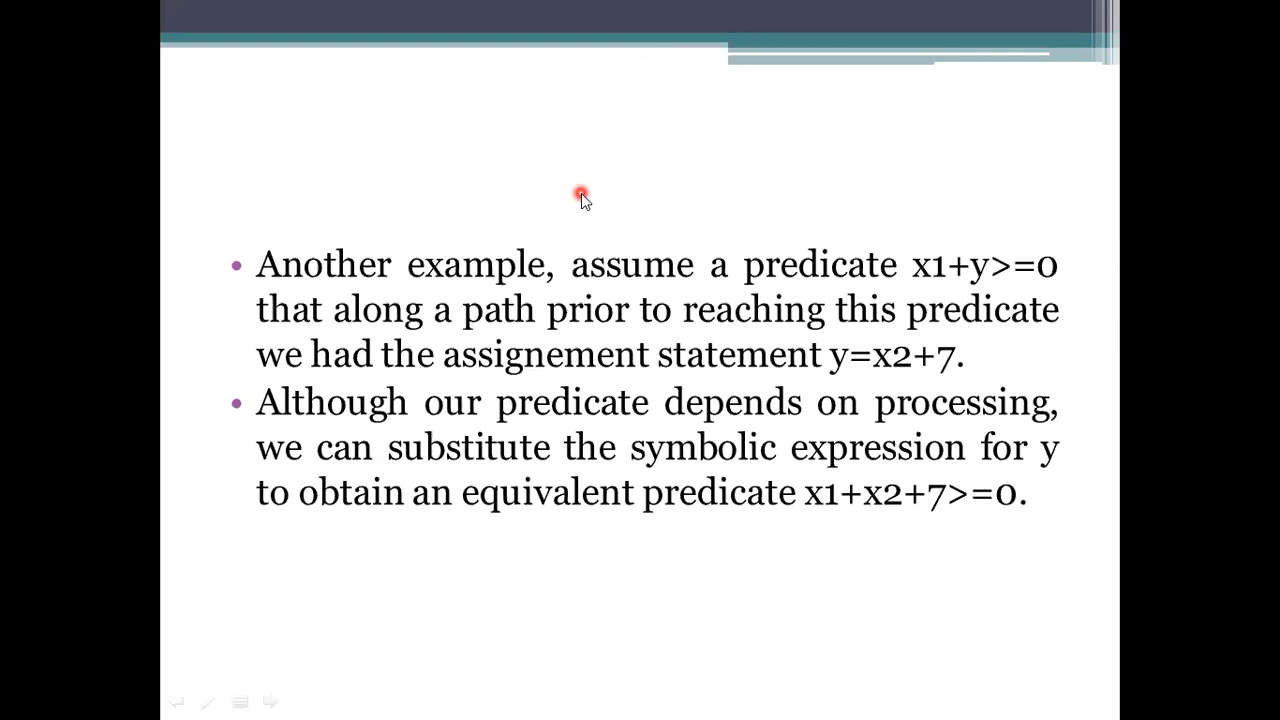 • Another example, assume a predicate x1+y>=0
that along a path prior to reaching this predicate
we had the assignement statement y=x2+7.
• Although our predicate depends on processing,
we can substitute the symbolic expression for y
to obtain an equivalent predicate x1+x2+7>=0.